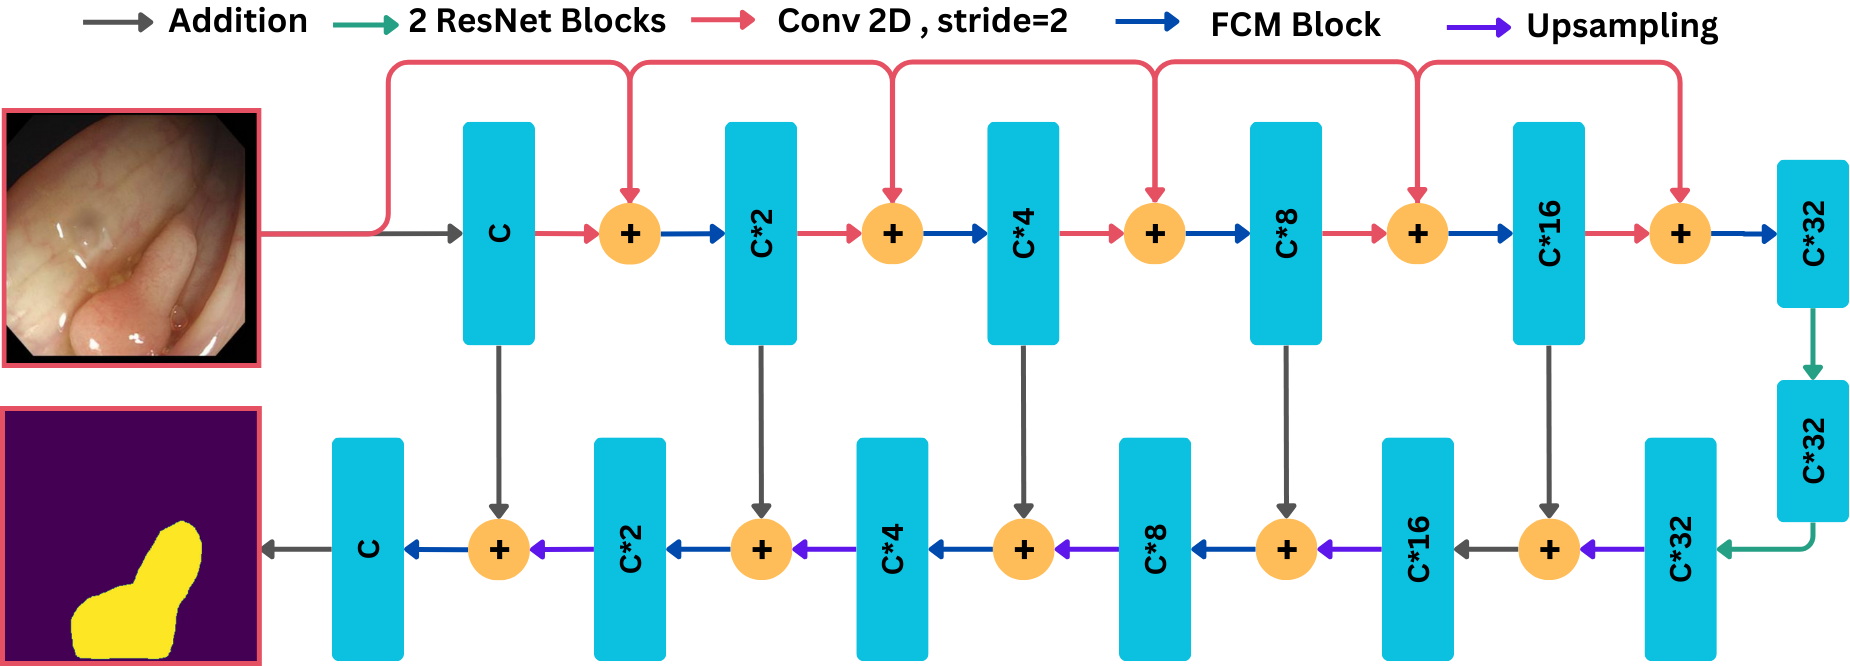 Addition 2 ResNet Blocks Conv 2D , stride=2 FCM Block Upsampling
C + C*2 + C*4 + C*8 + C*16 + C*32
C*32
C + C*2 + C*4 + C*8 + C*16 + C*32